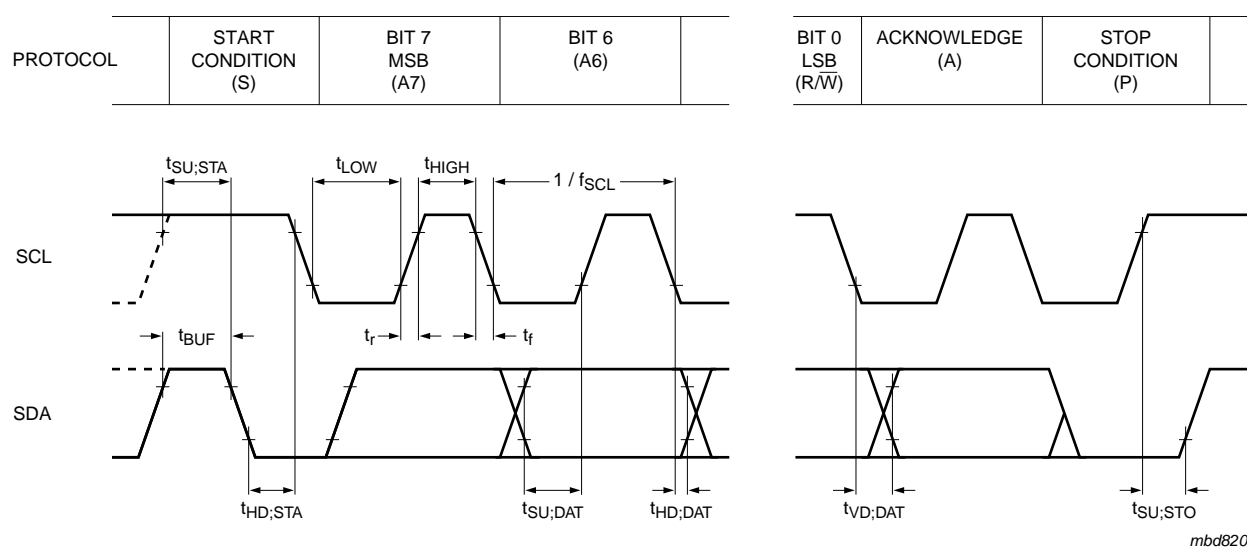 PROTOCOL
START
CONDITION
(S)
BIT 7
MSB
(A7)
BIT 6
(A6)
BIT 0
LSB
(R/W̅)
ACKNOWLEDGE
(A)
STOP
CONDITION
(P)
tSU;STA
tLOW
tHIGH
1 / fSCL
SCL
tBUF
tr
tf
SDA
tHD;STA
tSU;DAT
tHD;DAT
tVD;DAT
tSU;STO
mbd820